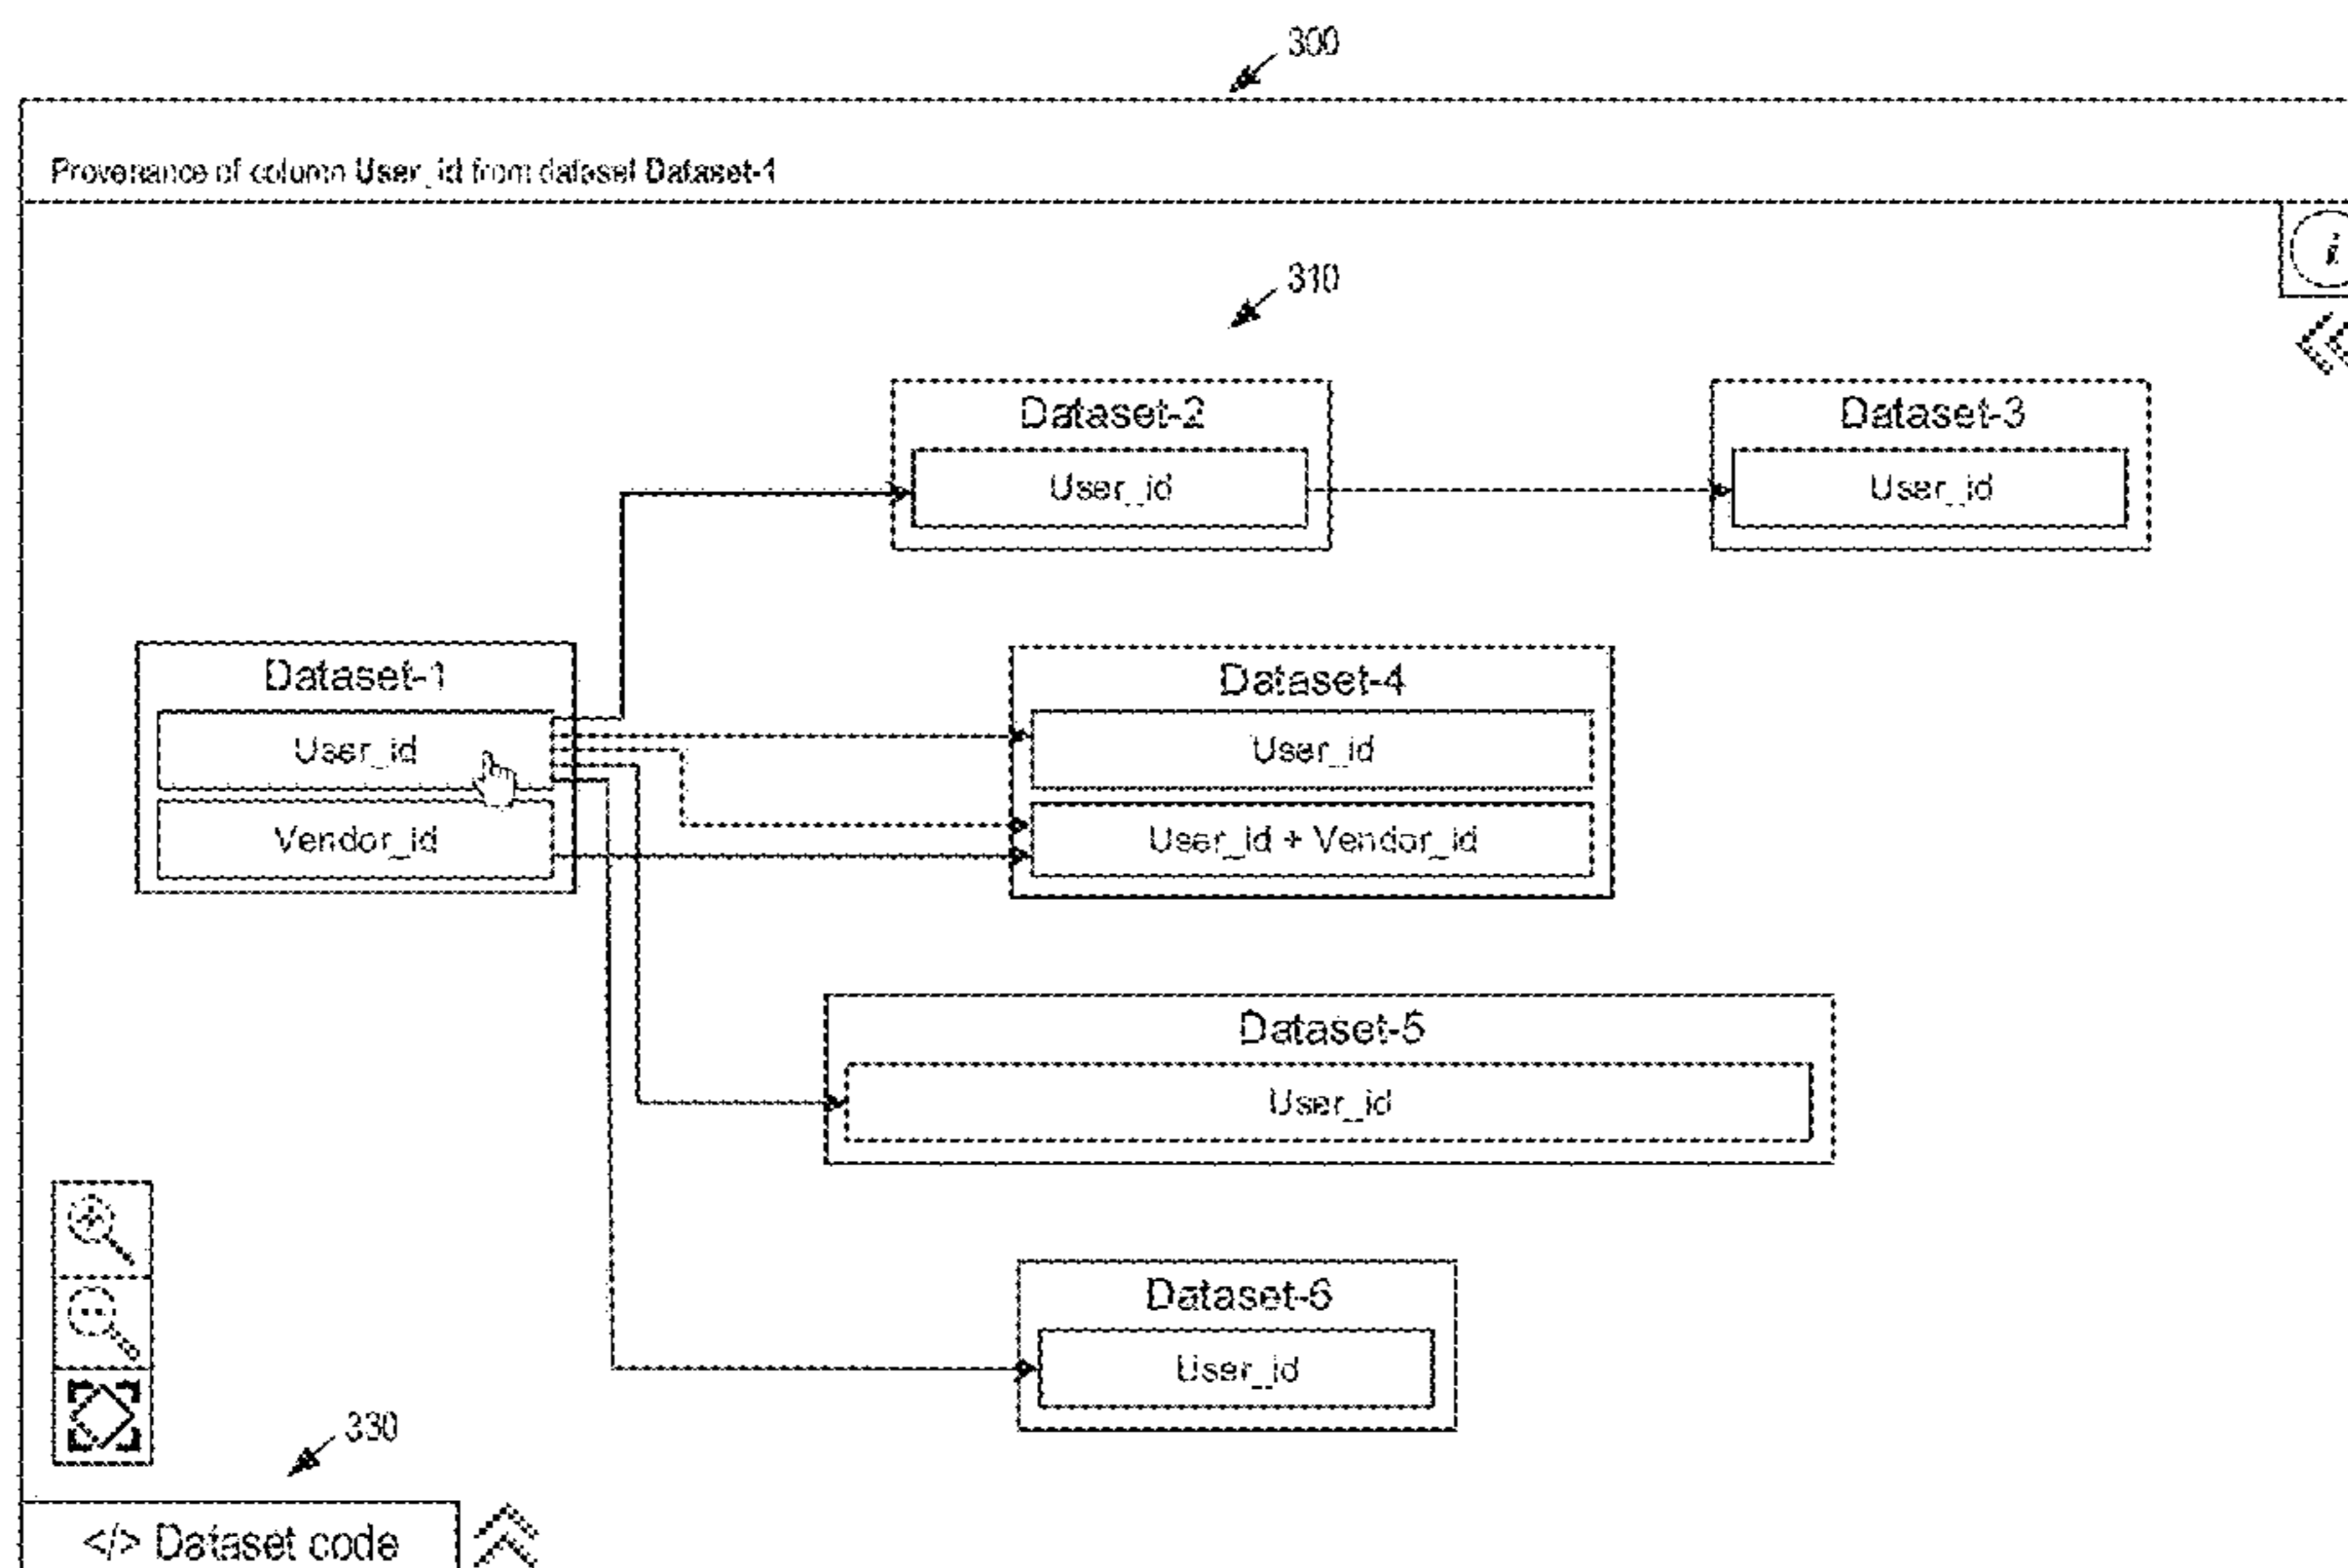 300
Provenance of column User_id from dataset Dataset-1
i
310
Dataset-2
User_id
Dataset-3
User_id
Dataset-1
User_id
Vendor_id
Dataset-4
User_id
User_id + Vendor_id
Dataset-5
User_id
Dataset-6
User_id
330
</> Dataset code